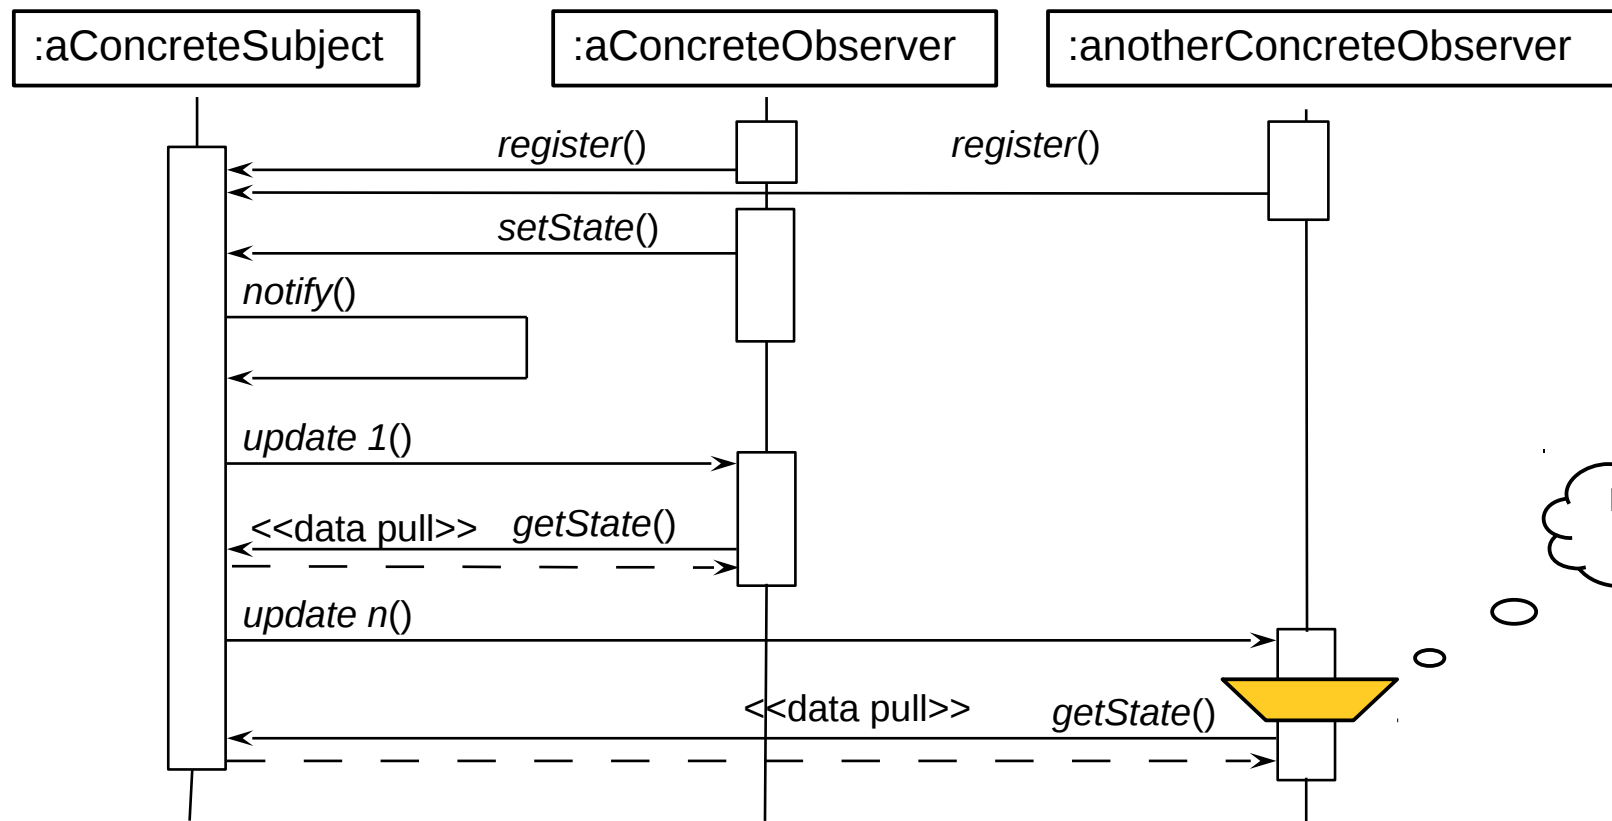 :aConcreteSubject
:aConcreteObserver
:anotherConcreteObserver
register()
register()
setState()
notify()
update 1()
<<data pull>> getState()
update n()
<<data pull>> getState()